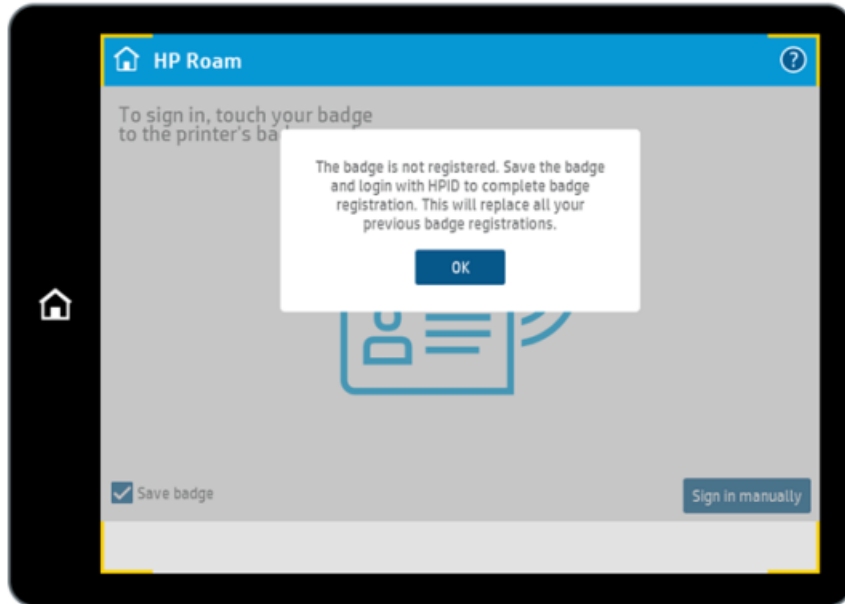 HP Roam
?
To sign in, touch your badge
to the printer's
The badge is not registered. Save the badge
and login with HPID to complete badge
registration. This will replace all your
previous badge registrations.
OK
Save badge
Sign in manually